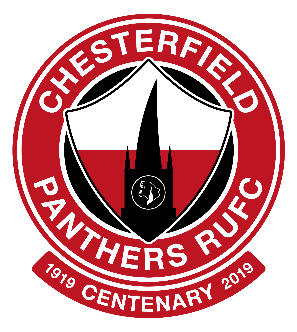 CHESTERFIELD
PANTHERS RUFC
1919 CENTENARY 2019